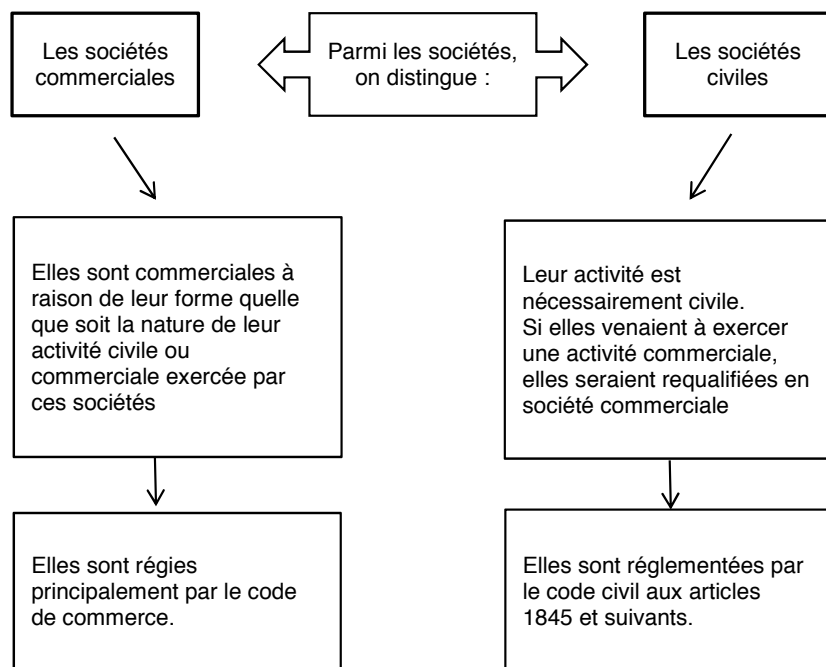 Les sociétés
commerciales
Parmi les sociétés,
on distingue :
Les sociétés
civiles
Elles sont commerciales à
raison de leur forme quelle
que soit la nature de leur
activité civile ou
commerciale exercée par
ces sociétés
Leur activité est
nécessairement civile.
Si elles venaient à exercer
une activité commerciale,
elles seraient requalifiées en
société commerciale
Elles sont régies
principalement par le code
de commerce.
Elles sont réglementées par
le code civil aux articles
1845 et suivants.